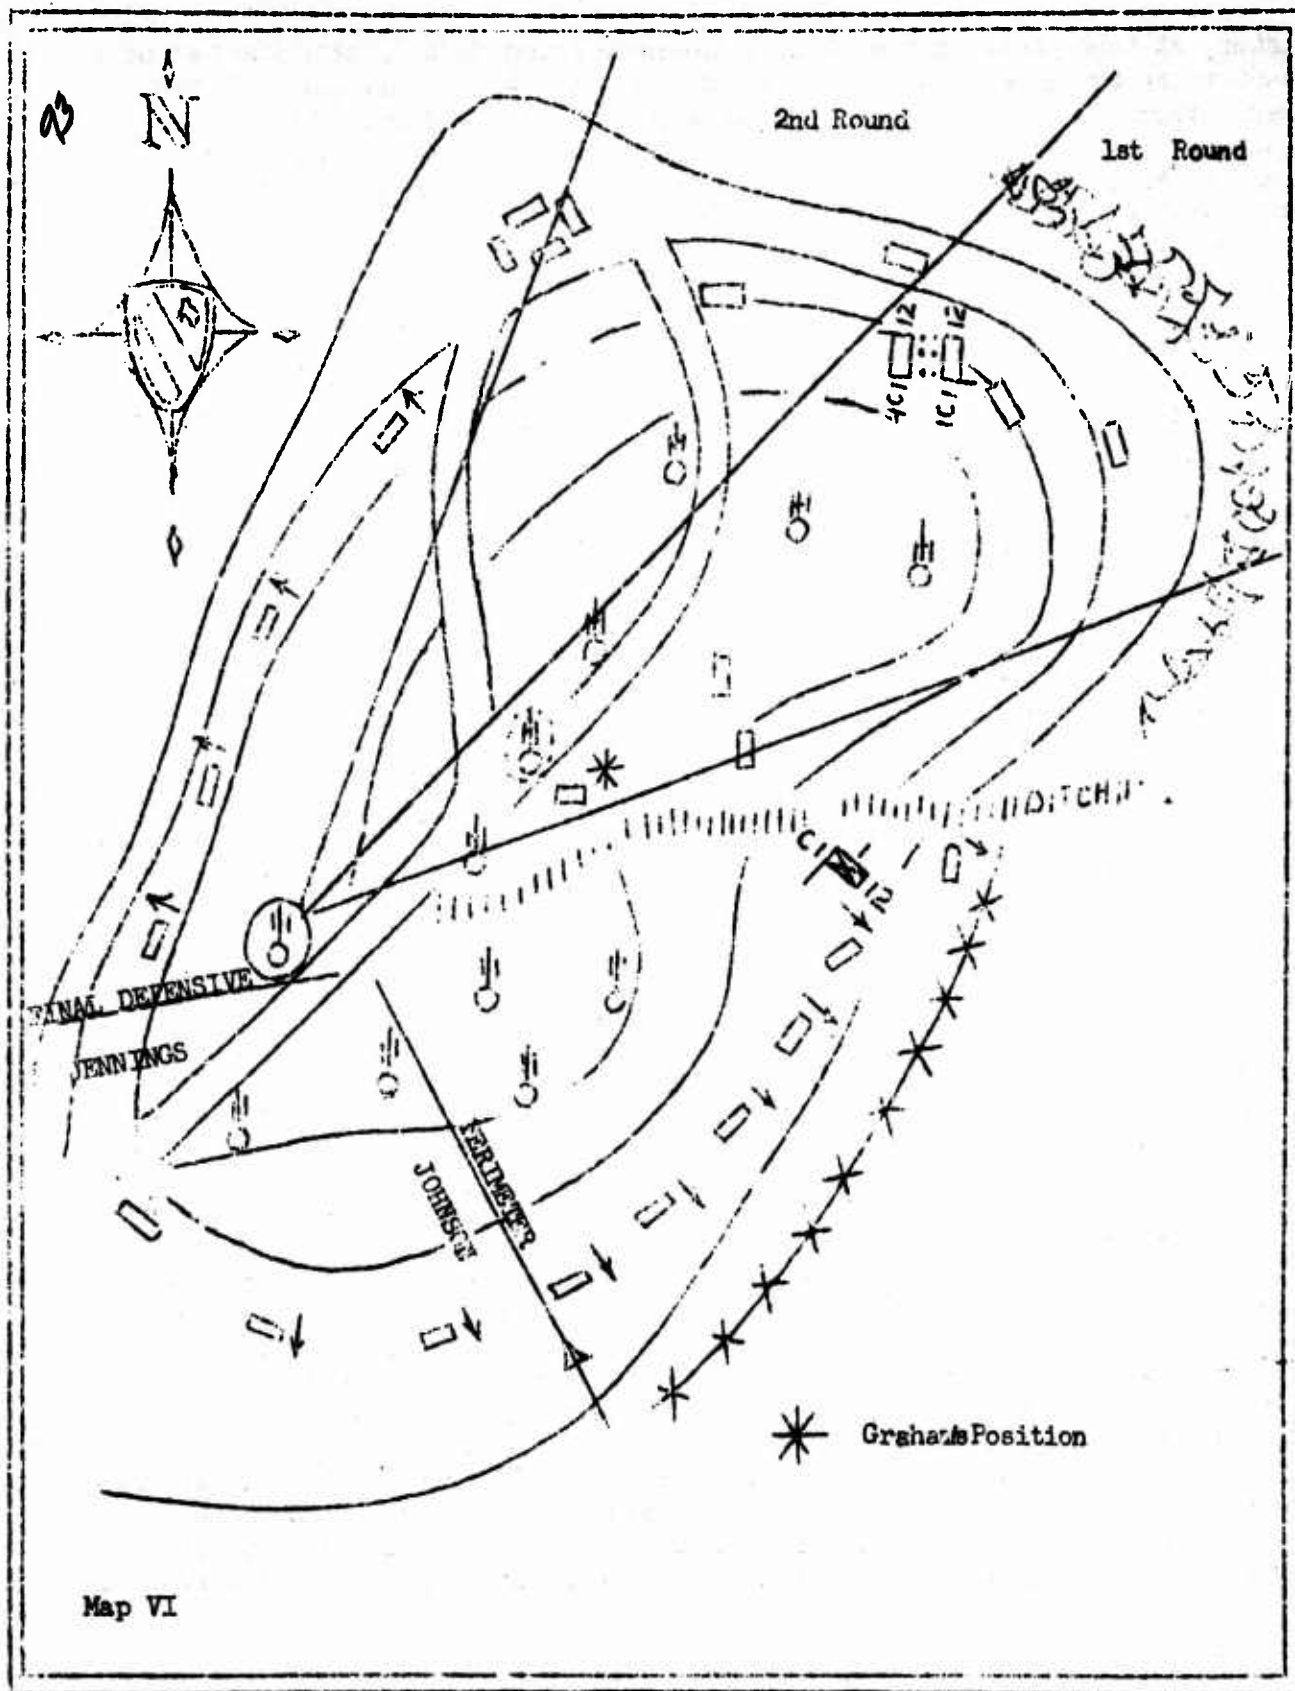 N
2nd Round
1st Round
12
12
4C1
1C1
DITCH
C1
12
FINAL DEFENSIVE
JENNINGS
PERIMETER
JOHNSON
Graham's Position
Map VI